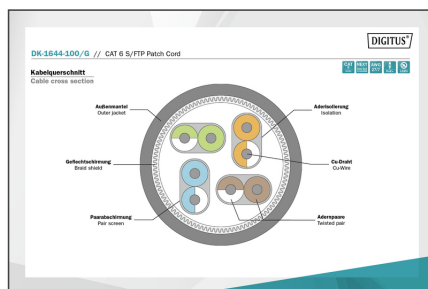 DIGITUS®
DK-1644-100/G // CAT 6 S/FTP Patch Cord
Kabelquerschnitt
Cable cross section
Außenmantel
Outer jacket
Aderisolierung
Isolation
Geflechtschirmung
Braid shield
Cu-Draht
Cu-Wire
Paarabschirmung
Pair screen
Adernpaare
Twisted pair